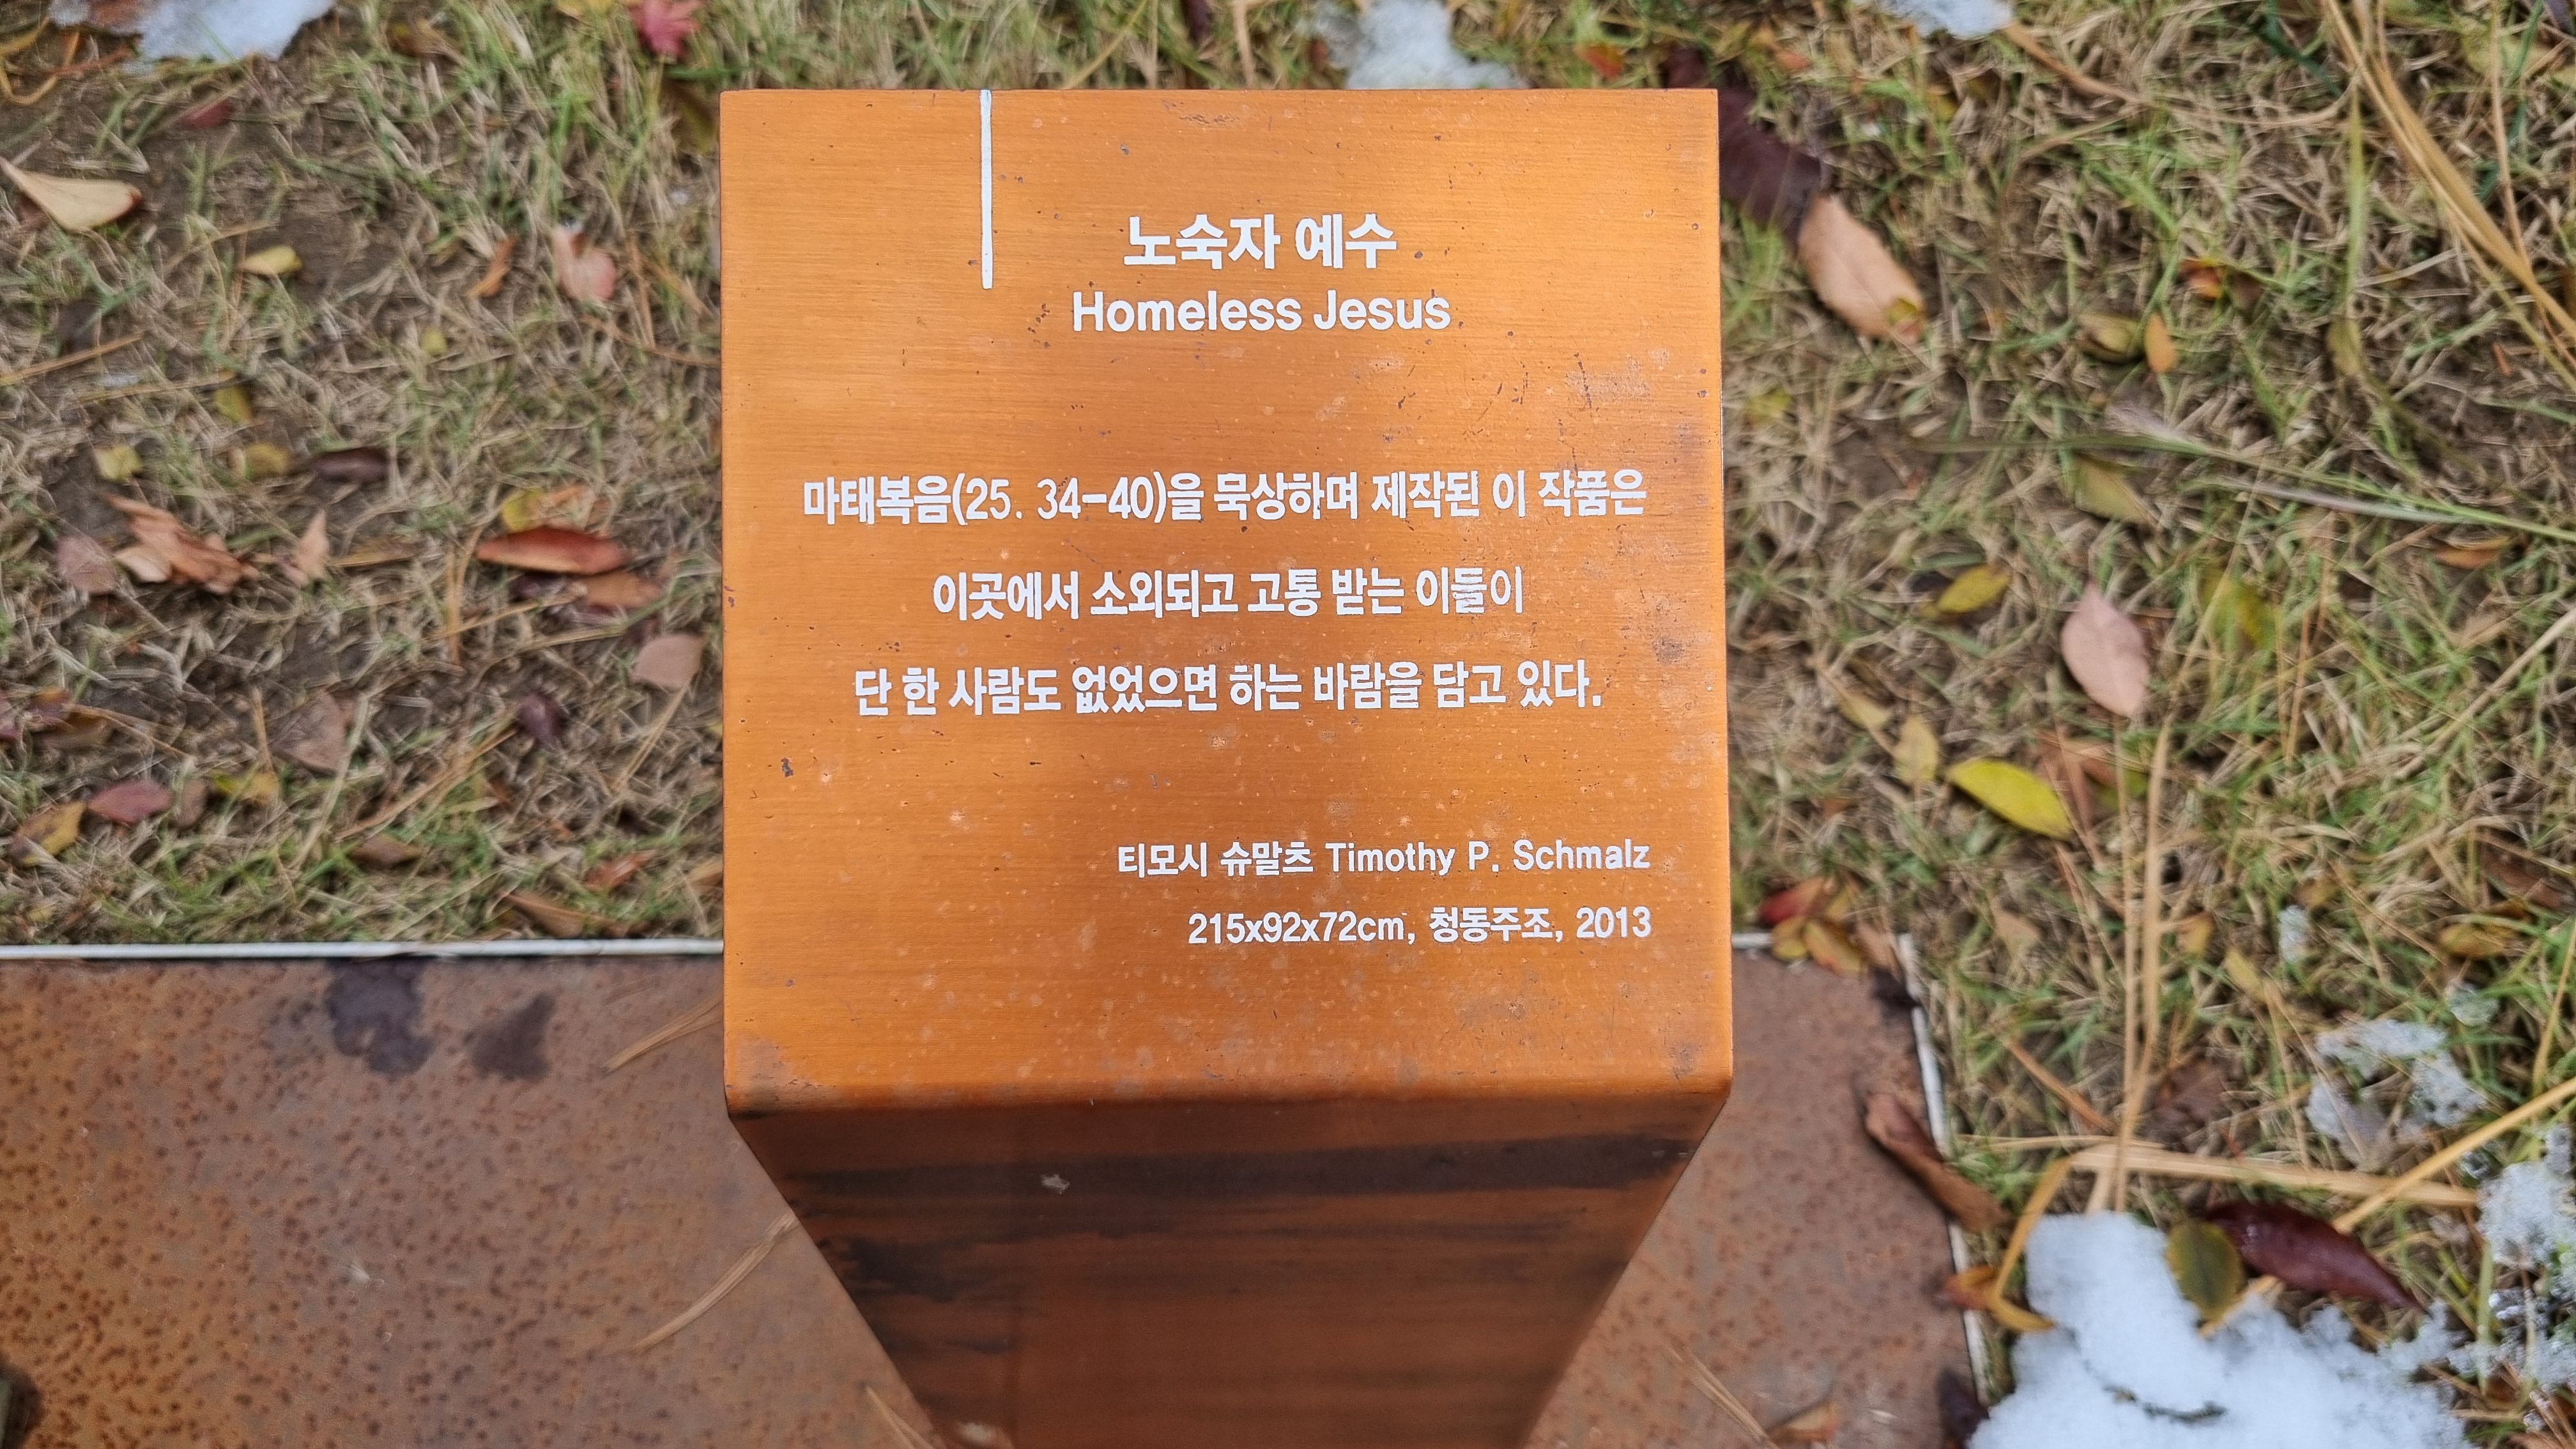 노숙자 예수
Homeless Jesus
마태복음(25. 34-40)을 묵상하며 제작된 이 작품은
이곳에서 소외되고 고통 받는 이들이
단 한 사람도 없었으면 하는 바람을 담고 있다.
티모시 슈말츠 Timothy P. Schmalz
215x92x72cm, 청동주조, 2013